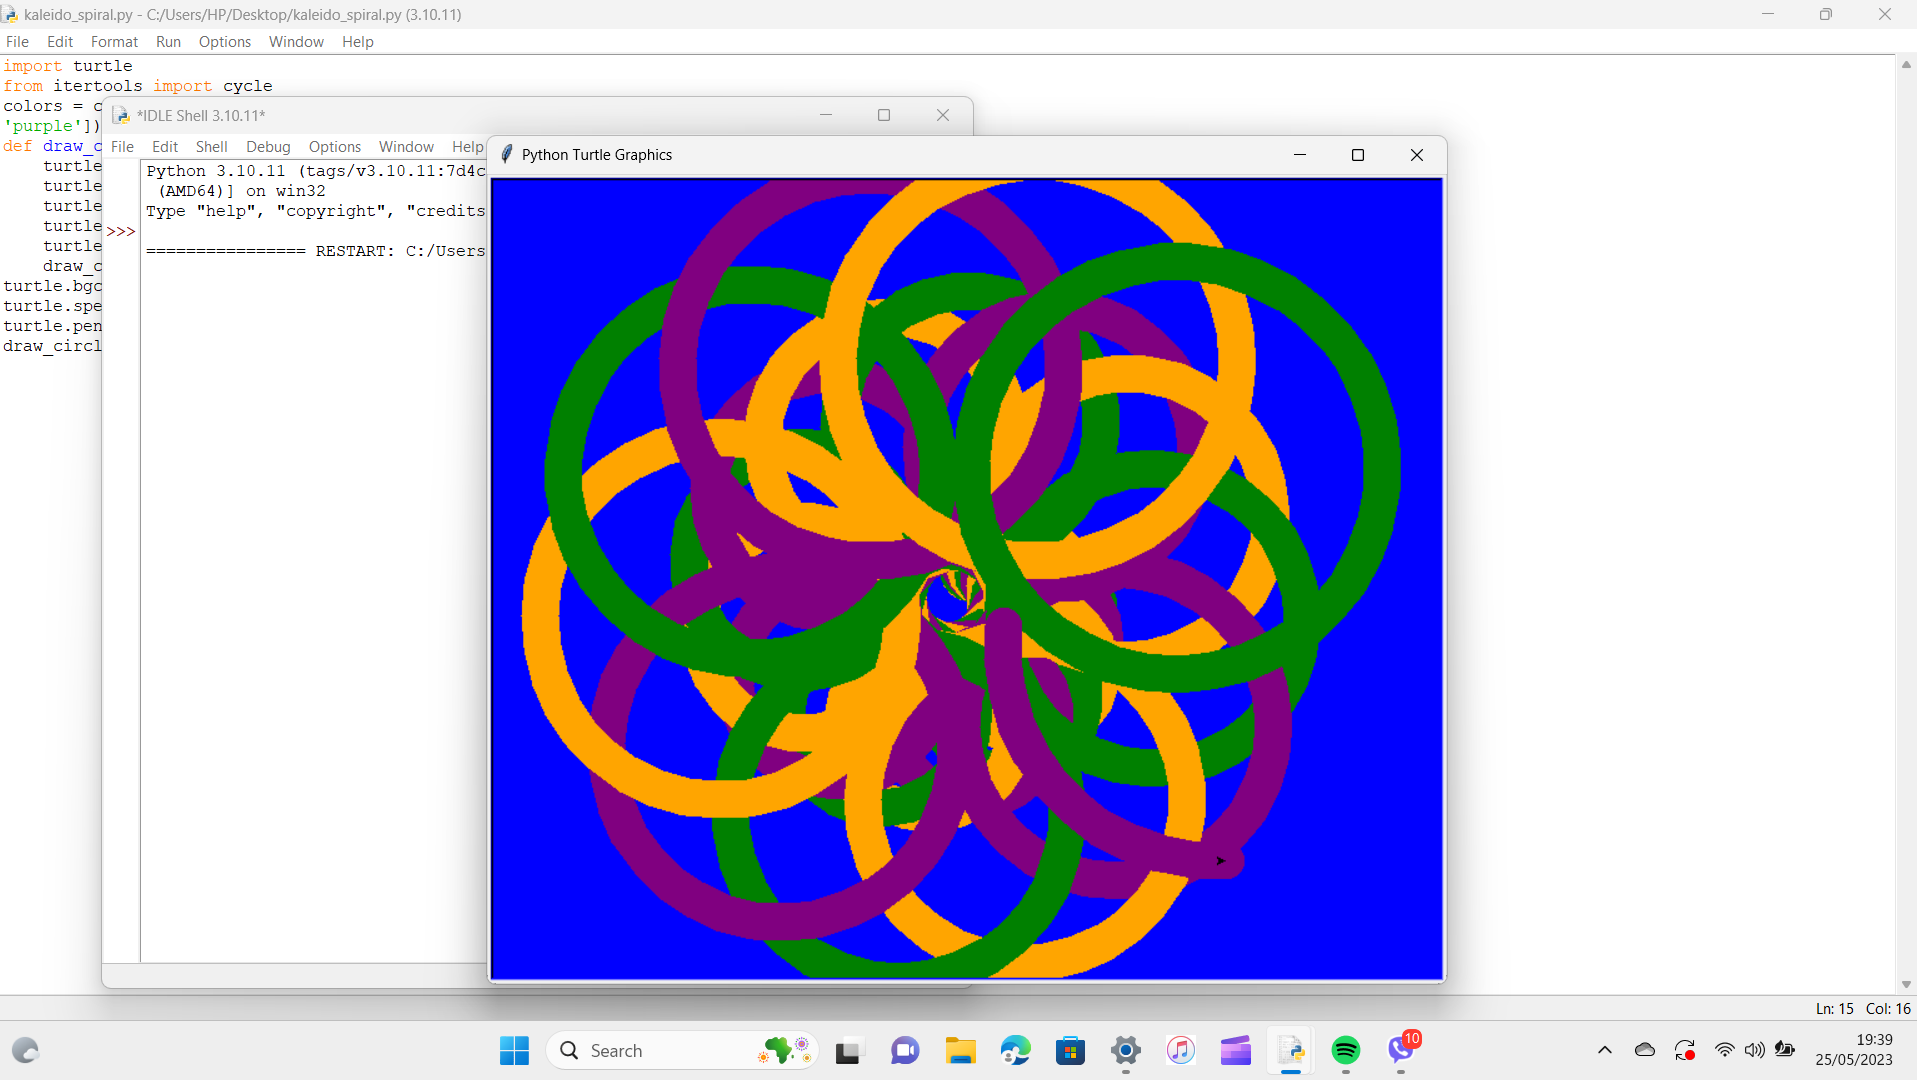 kaleido_spiral.py - C:/Users/HP/Desktop/kaleido_spiral.py (3.10.11)
File Edit Format Run Options Window Help
import turtle
from itertools import cycle
colors = c
'purple'])
def draw_c
turtle
turtle
turtle
turtle
turtle
draw_c
turtle.bgc
turtle.spe
turtle.pen
draw_circl
*IDLE Shell 3.10.11*
File Edit Shell Debug Options Window Help
Python 3.10.11 (tags/v3.10.11:7d4c
(AMD64)] on win32
Type "help", "copyright", "credits
>>>
================ RESTART: C:/Users
Python Turtle Graphics
Ln: 15 Col: 16
Search
10
19:39
25/05/2023